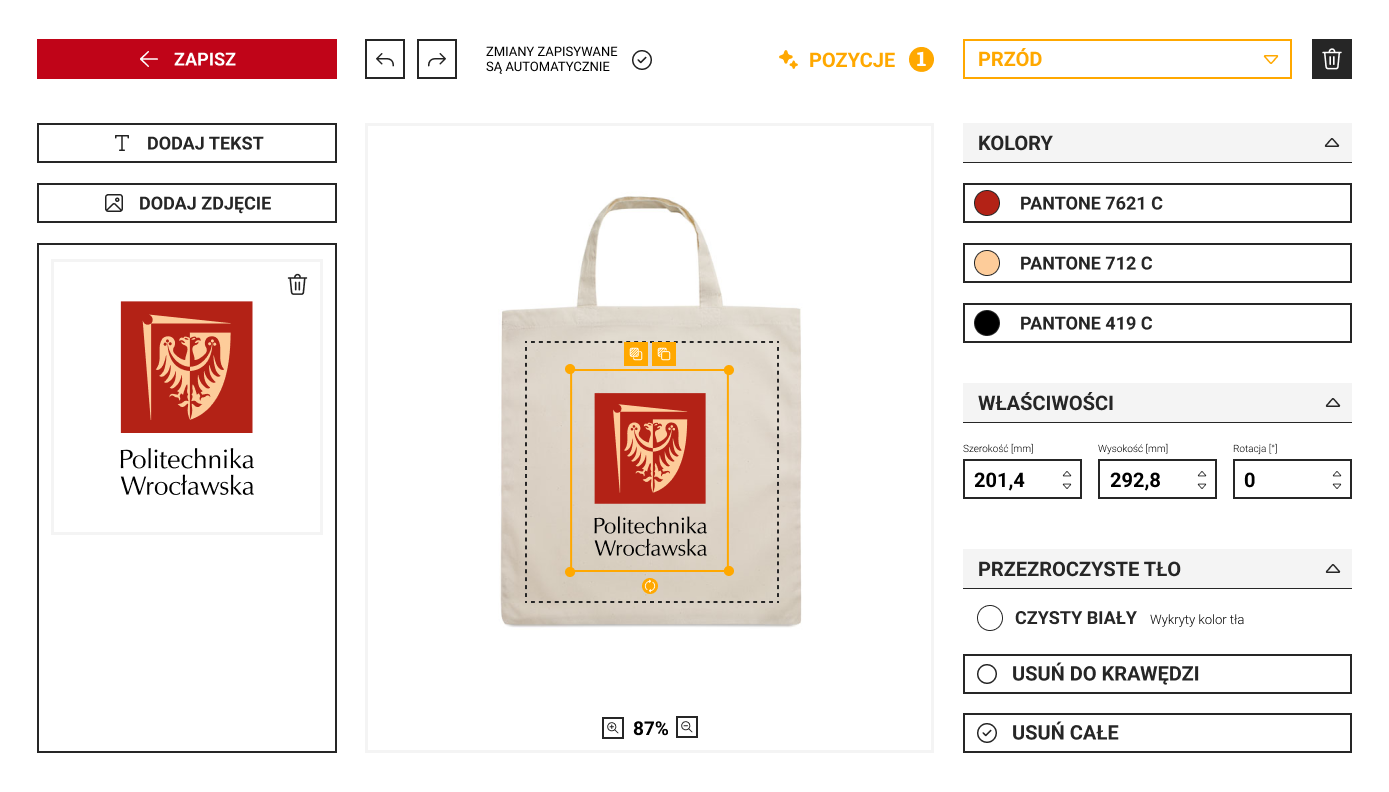 ZAPISZ
ZMIANY ZAPISYWANE
SĄ AUTOMATYCZNIE
POZYCJE 1
PRZÓD
DODAJ TEKST
DODAJ ZDJĘCIE
Politechnika
Wrocławska
Politechnika
Wrocławska
87%
KOLORY
PANTONE 7621 C
PANTONE 712 C
PANTONE 419 C
WŁAŚCIWOŚCI
Szerokość [mm] Wysokość [mm] Rotacja [°]
201,4 292,8 0
PRZEZROCZYSTE TŁO
CZYSTY BIAŁY Wykryty kolor tła
USUŃ DO KRAWĘDZI
USUŃ CAŁE